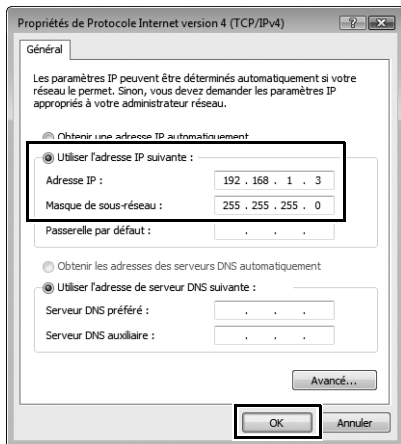 Propriétés de Protocole Internet version 4 (TCP/IPv4)
Général
Les paramètres IP peuvent être déterminés automatiquement si votre
réseau le permet. Sinon, vous devez demander les paramètres IP
appropriés à votre administrateur réseau.
Obtenir une adresse IP automatiquement
Utiliser l'adresse IP suivante :
Adresse IP : 192 . 168 . 1 . 3
Masque de sous-réseau : 255 . 255 . 255 . 0
Passerelle par défaut : . . .
Obtenir les adresses des serveurs DNS automatiquement
Utiliser l'adresse de serveur DNS suivante :
Serveur DNS préféré : . . .
Serveur DNS auxiliaire : . . .
Avancé...
OK Annuler